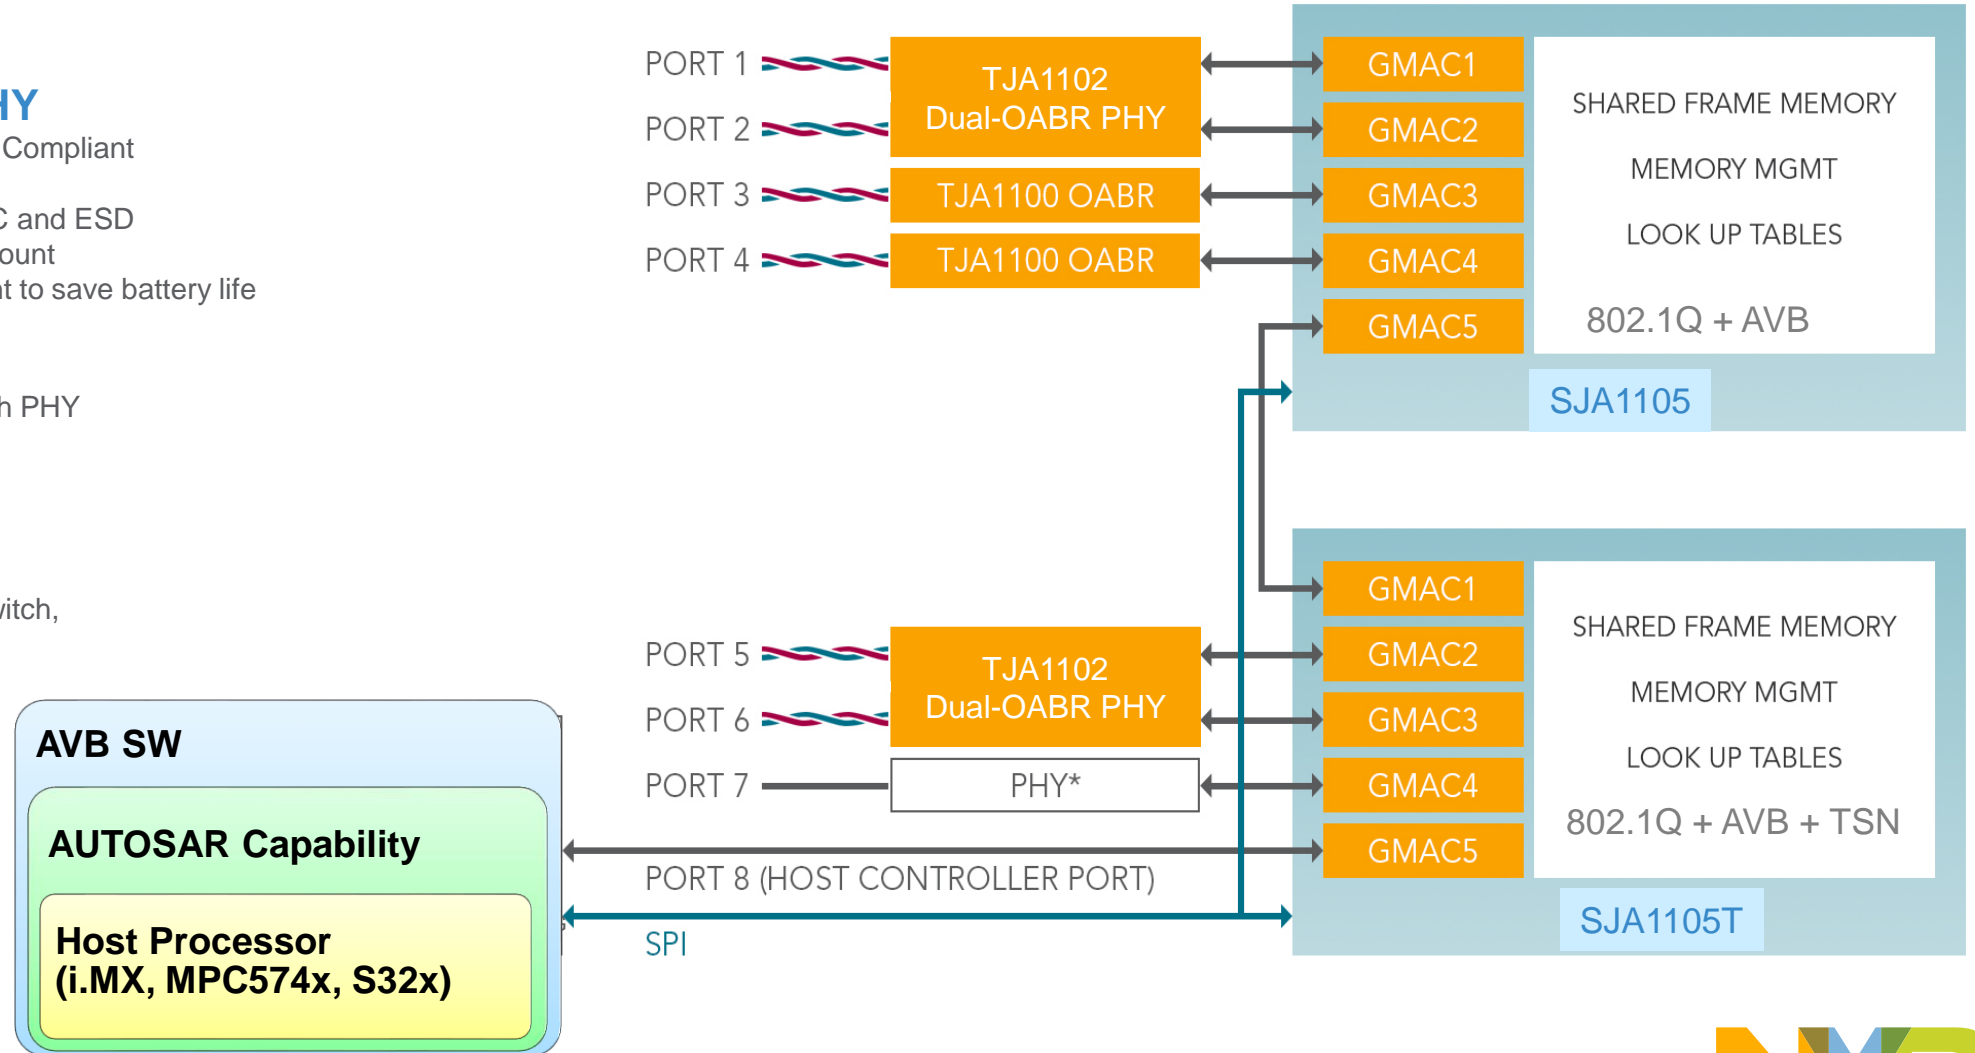 HY
Compliant
C and ESD
ount
nt to save battery life
h PHY
witch,
AVB SW
AUTOSAR Capability
Host Processor
(i.MX, MPC574x, S32x)
PORT 1
PORT 2
PORT 3
PORT 4
TJA1102
Dual-OABR PHY
TJA1100 OABR
TJA1100 OABR
GMAC1
GMAC2
GMAC3
GMAC4
GMAC5
SHARED FRAME MEMORY
MEMORY MGMT
LOOK UP TABLES
802.1Q + AVB
SJA1105
PORT 5
PORT 6
PORT 7
TJA1102
Dual-OABR PHY
PHY*
PORT 8 (HOST CONTROLLER PORT)
SPI
GMAC1
GMAC2
GMAC3
GMAC4
GMAC5
SHARED FRAME MEMORY
MEMORY MGMT
LOOK UP TABLES
802.1Q + AVB + TSN
SJA1105T